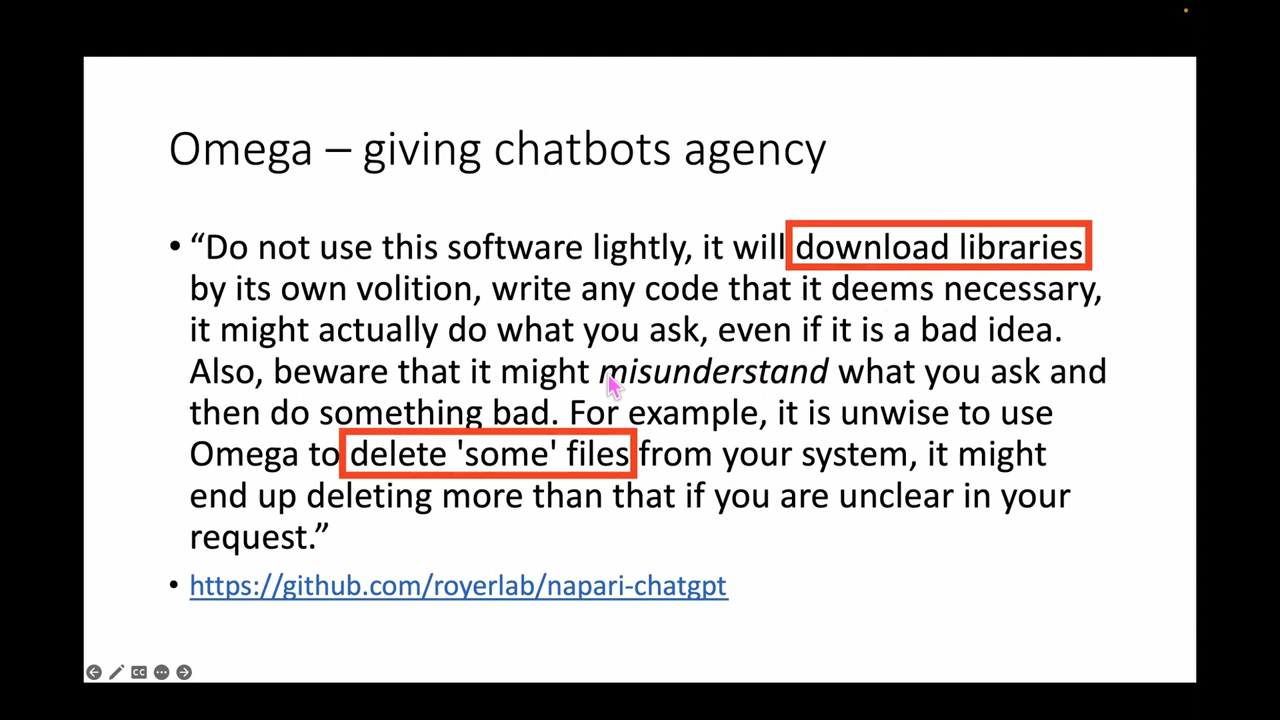 Omega – giving chatbots agency
• “Do not use this software lightly, it will download libraries
by its own volition, write any code that it deems necessary,
it might actually do what you ask, even if it is a bad idea.
Also, beware that it might misunderstand what you ask and
then do something bad. For example, it is unwise to use
Omega to delete 'some' files from your system, it might
end up deleting more than that if you are unclear in your
request.”
• https://github.com/royerlab/napari-chatgpt
CC